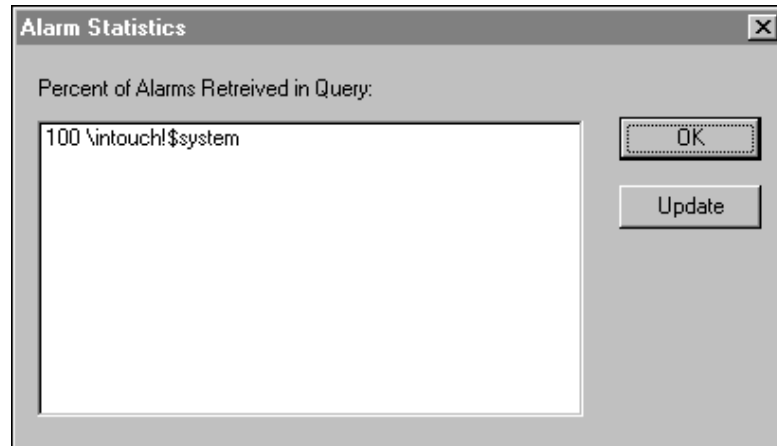 Alarm Statistics
Percent of Alarms Retreived in Query:
100 \intouch!$system
OK
Update